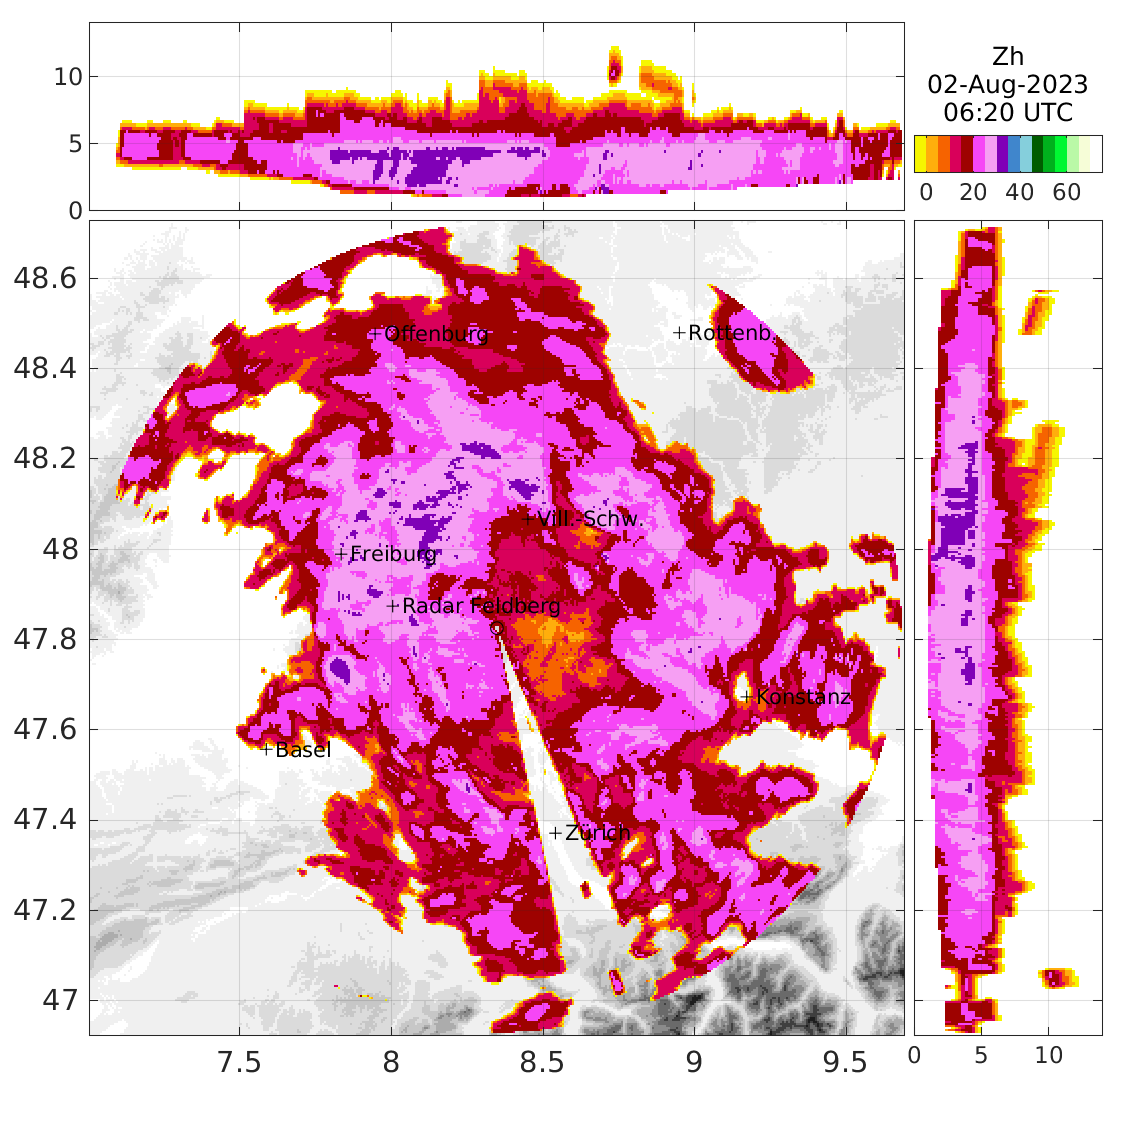 10
5
0
Zh
02-Aug-2023
06:20 UTC
0 20 40 60
48.6
48.4
48.2
48
47.8
47.6
47.4
47.2
47
+Offenburg
+Rottenb.
+Vill.-Schw.
+Freiburg
+Radar Feldberg
+Konstanz
+Basel
+Zürich
7.5 8 8.5 9 9.5
0 5 10